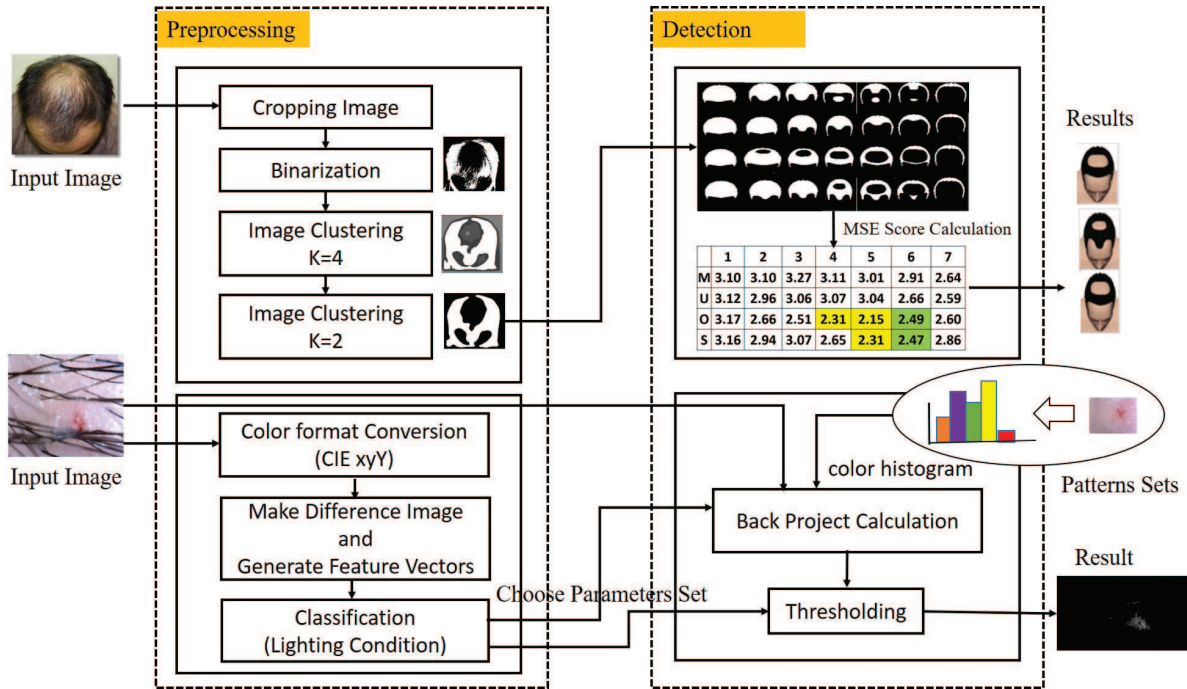 Preprocessing
Detection
Input Image
Cropping Image
Binarization
Image Clustering
K=4
Image Clustering
K=2
MSE Score Calculation
1 2 3 4 5 6 7
M 3.10 3.10 3.27 3.11 3.01 2.91 2.64
U 3.12 2.96 3.06 3.07 3.04 2.66 2.59
O 3.17 2.66 2.51 2.31 2.15 2.49 2.60
S 3.16 2.94 3.07 2.65 2.31 2.47 2.86
Results
Input Image
Color format Conversion
(CIE xyY)
Make Difference Image
and
Generate Feature Vectors
Classification
(Lighting Condition)
Choose Parameters Set
color histogram
Patterns Sets
Back Project Calculation
Thresholding
Result